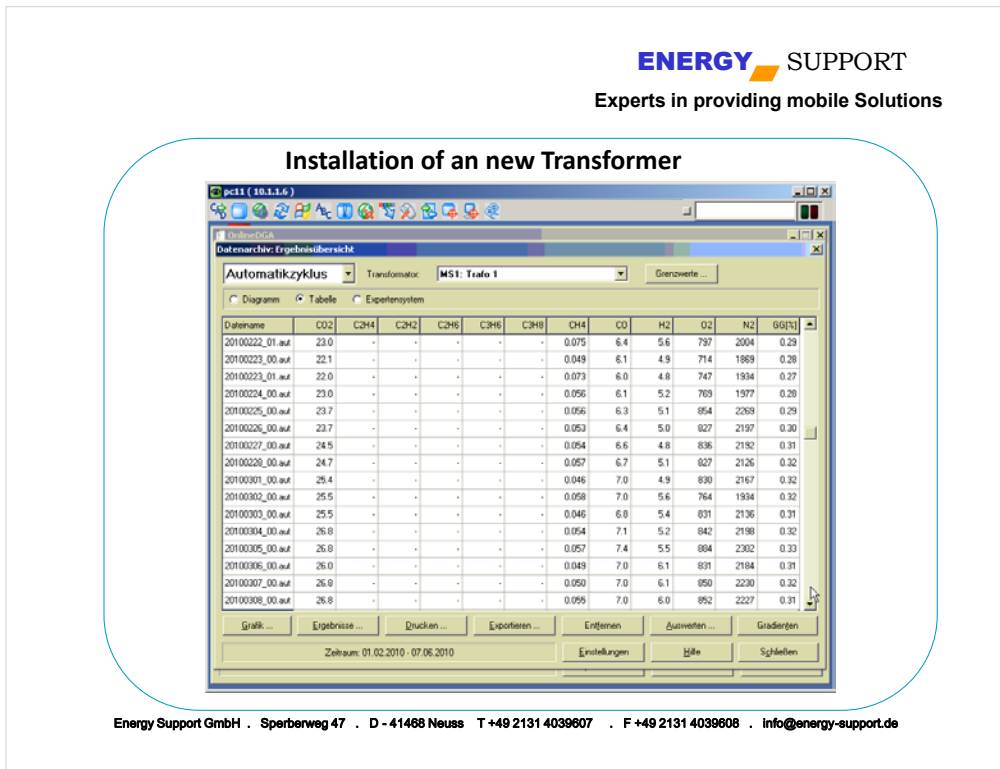 ENERGY SUPPORT
Experts in providing mobile Solutions
Installation of an new Transformer
pc11 ( 10.1.1.6 )
OnlineDGA
Datenarchiv: Ergebnisübersicht
Automatikzyklus Transformator: MS1: Trafo 1 Grenzwerte ...
Diagramm Tabelle Expertensystem
Dateiname CO2 C2H4 C2H2 C2H6 C3H6 C3H8 CH4 CO H2 O2 N2 GG[%]
20100222_01.aut 23.0 - - - - - 0.075 6.4 5.6 797 2004 0.29
20100223_00.aut 22.1 - - - - - 0.049 6.1 4.9 714 1869 0.28
20100223_01.aut 22.0 - - - - - 0.073 6.0 4.8 747 1934 0.27
20100224_00.aut 23.0 - - - - - 0.056 6.1 5.2 769 1977 0.28
20100225_00.aut 23.7 - - - - - 0.056 6.3 5.1 854 2269 0.29
20100226_00.aut 23.7 - - - - - 0.053 6.4 5.0 827 2197 0.30
20100227_00.aut 24.5 - - - - - 0.054 6.6 4.8 836 2192 0.31
20100228_00.aut 24.7 - - - - - 0.057 6.7 5.1 827 2126 0.32
20100301_00.aut 25.4 - - - - - 0.046 7.0 4.9 830 2167 0.32
20100302_00.aut 25.5 - - - - - 0.058 7.0 5.6 764 1934 0.32
20100303_00.aut 25.5 - - - - - 0.046 6.8 5.4 831 2136 0.31
20100304_00.aut 26.8 - - - - - 0.054 7.1 5.2 842 2198 0.32
20100305_00.aut 26.8 - - - - - 0.057 7.4 5.5 884 2302 0.33
20100306_00.aut 26.0 - - - - - 0.049 7.0 6.1 831 2184 0.31
20100307_00.aut 26.8 - - - - - 0.050 7.0 6.1 850 2230 0.32
20100308_00.aut 26.8 - - - - - 0.055 7.0 6.0 852 2227 0.31
Grafik ... Ergebnisse ... Drucken ... Exportieren ... Entfernen Auswerten ... Gradienten
Zeitraum: 01.02.2010 - 07.06.2010 Einstellungen Hilfe Schließen
Energy Support GmbH . Sperberweg 47 . D - 41468 Neuss T +49 2131 4039607 . F +49 2131 4039608 . info@energy-support.de